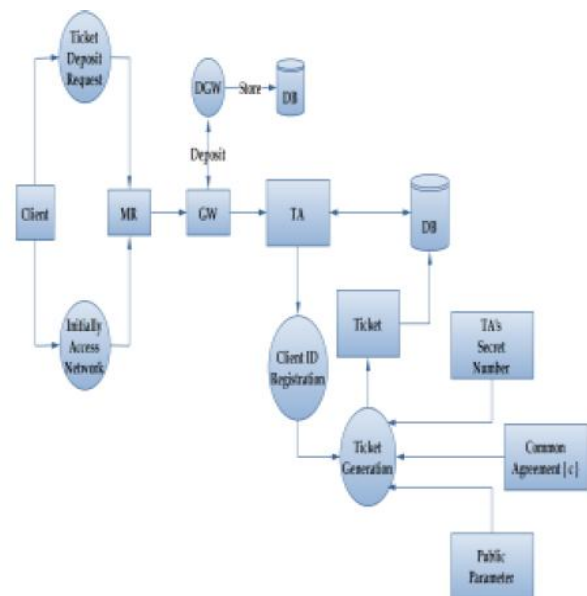 Ticket
Deposit
Request
DGW
Store
DB
Deposit
Client
MR
GW
TA
DB
Initially
Access
Network
Client ID
Registration
Ticket
TA's
Secret
Number
Ticket
Generation
Common
Agreement{c}
Public
Parameter